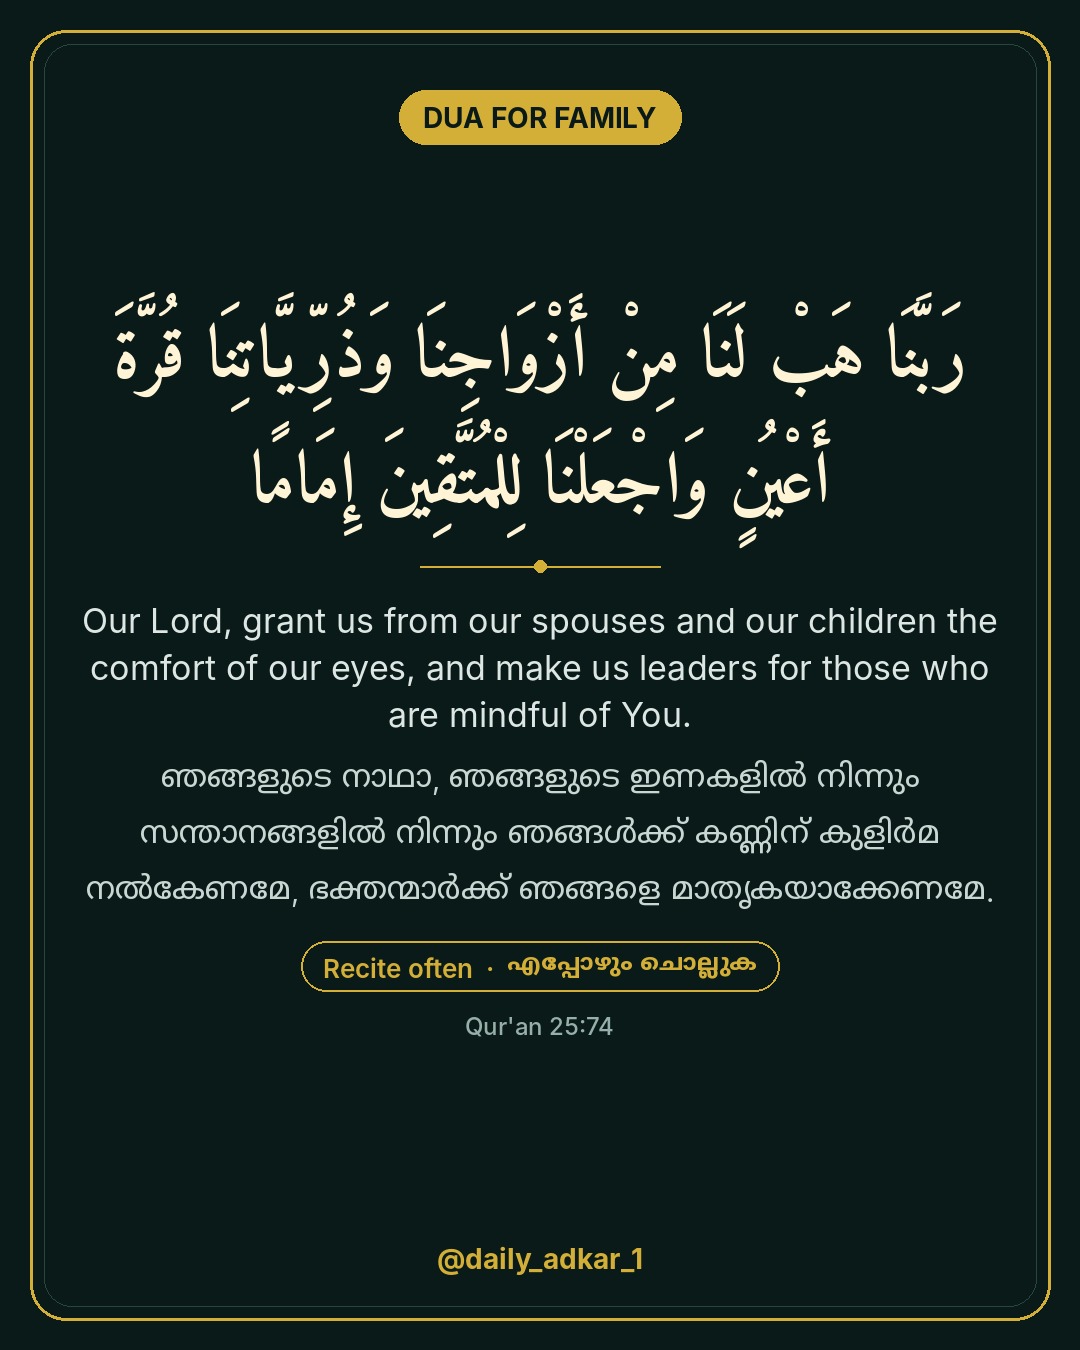 DUA FOR FAMILY
رَبَّنَا هَبْ لَنَا مِنْ أَزْوَاجِنَا وَذُرِّيَّاتِنَا قُرَّةَ
أَعْيُنٍ وَاجْعَلْنَا لِلْمُتَّقِينَ إِمَامًا
Our Lord, grant us from our spouses and our children the
comfort of our eyes, and make us leaders for those who
are mindful of You.
ഞങ്ങളുടെ നാഥാ, ഞങ്ങളുടെ ഇണകളിൽ നിന്നും
സന്താനങ്ങളിൽ നിന്നും ഞങ്ങൾക്ക് കണ്ണിന് കുളിർമ
നൽകേണമേ, ഭക്തന്മാർക്ക് ഞങ്ങളെ മാതൃകയാക്കേണമേ.
Recite often · എപ്പോഴും ചൊല്ലുക
Qur'an 25:74
@daily_adkar_1